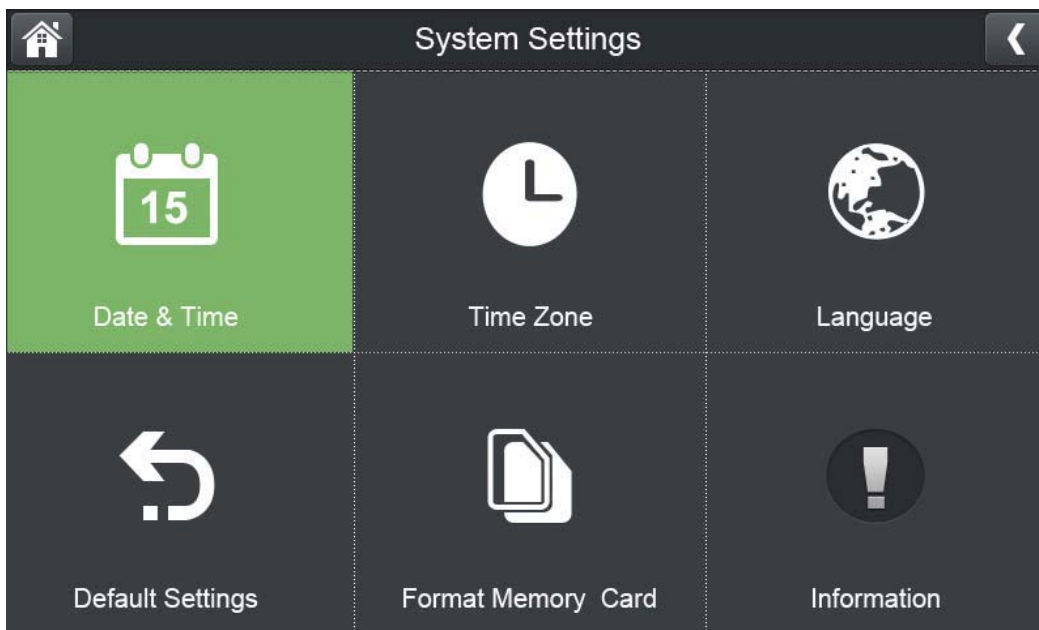 System Settings
15
Date & Time
Time Zone
Language
Default Settings
Format Memory Card
Information